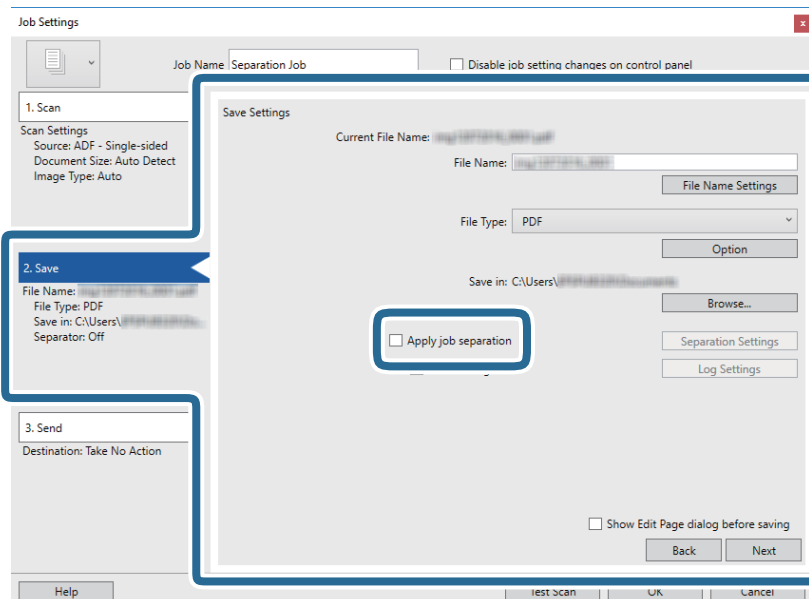 Job Settings
x
Job Name Separation Job
Disable job setting changes on control panel
1. Scan
Scan Settings
Source: ADF - Single-sided
Document Size: Auto Detect
Image Type: Auto
2. Save
File Name:
File Type: PDF
Save in: C:\Users\
Separator: Off
3. Send
Destination: Take No Action
Save Settings
Current File Name:
File Name:
File Name Settings
File Type: PDF
Option
Save in: C:\Users\
Browse...
Apply job separation
Separation Settings
Log Settings
Show Edit Page dialog before saving
Back Next
Help Test Scan OK Cancel